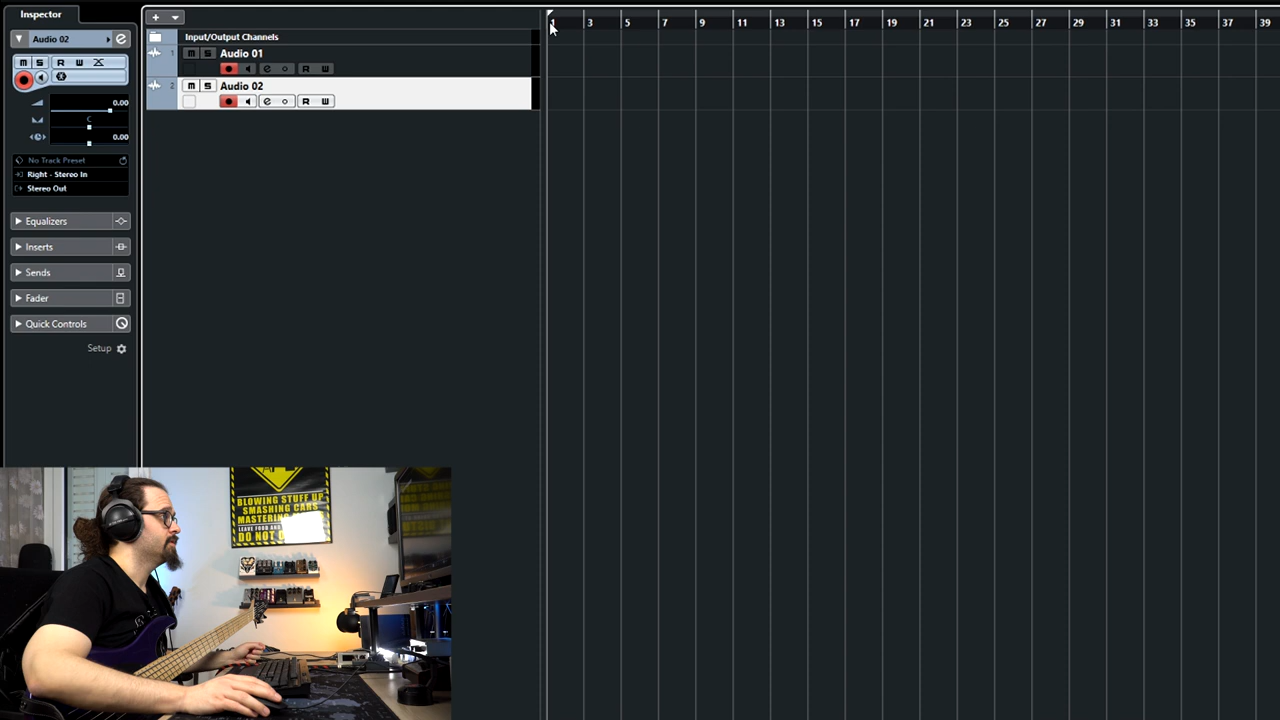 Inspector
Audio 02
M S R W
0.00
C
0.00
No Track Preset
Right - Stereo In
Stereo Out
Equalizers
Inserts
Sends
Fader
Quick Controls
Setup
+
Input/Output Channels
1 M S Audio 01
e R W
2 M S Audio 02
e R W
1 3 5 7 9 11 13 15 17 19 21 23 25 27 29 31 33 35 37 39
BLOWING STUFF UP
SMASHING CARS
MASTERING